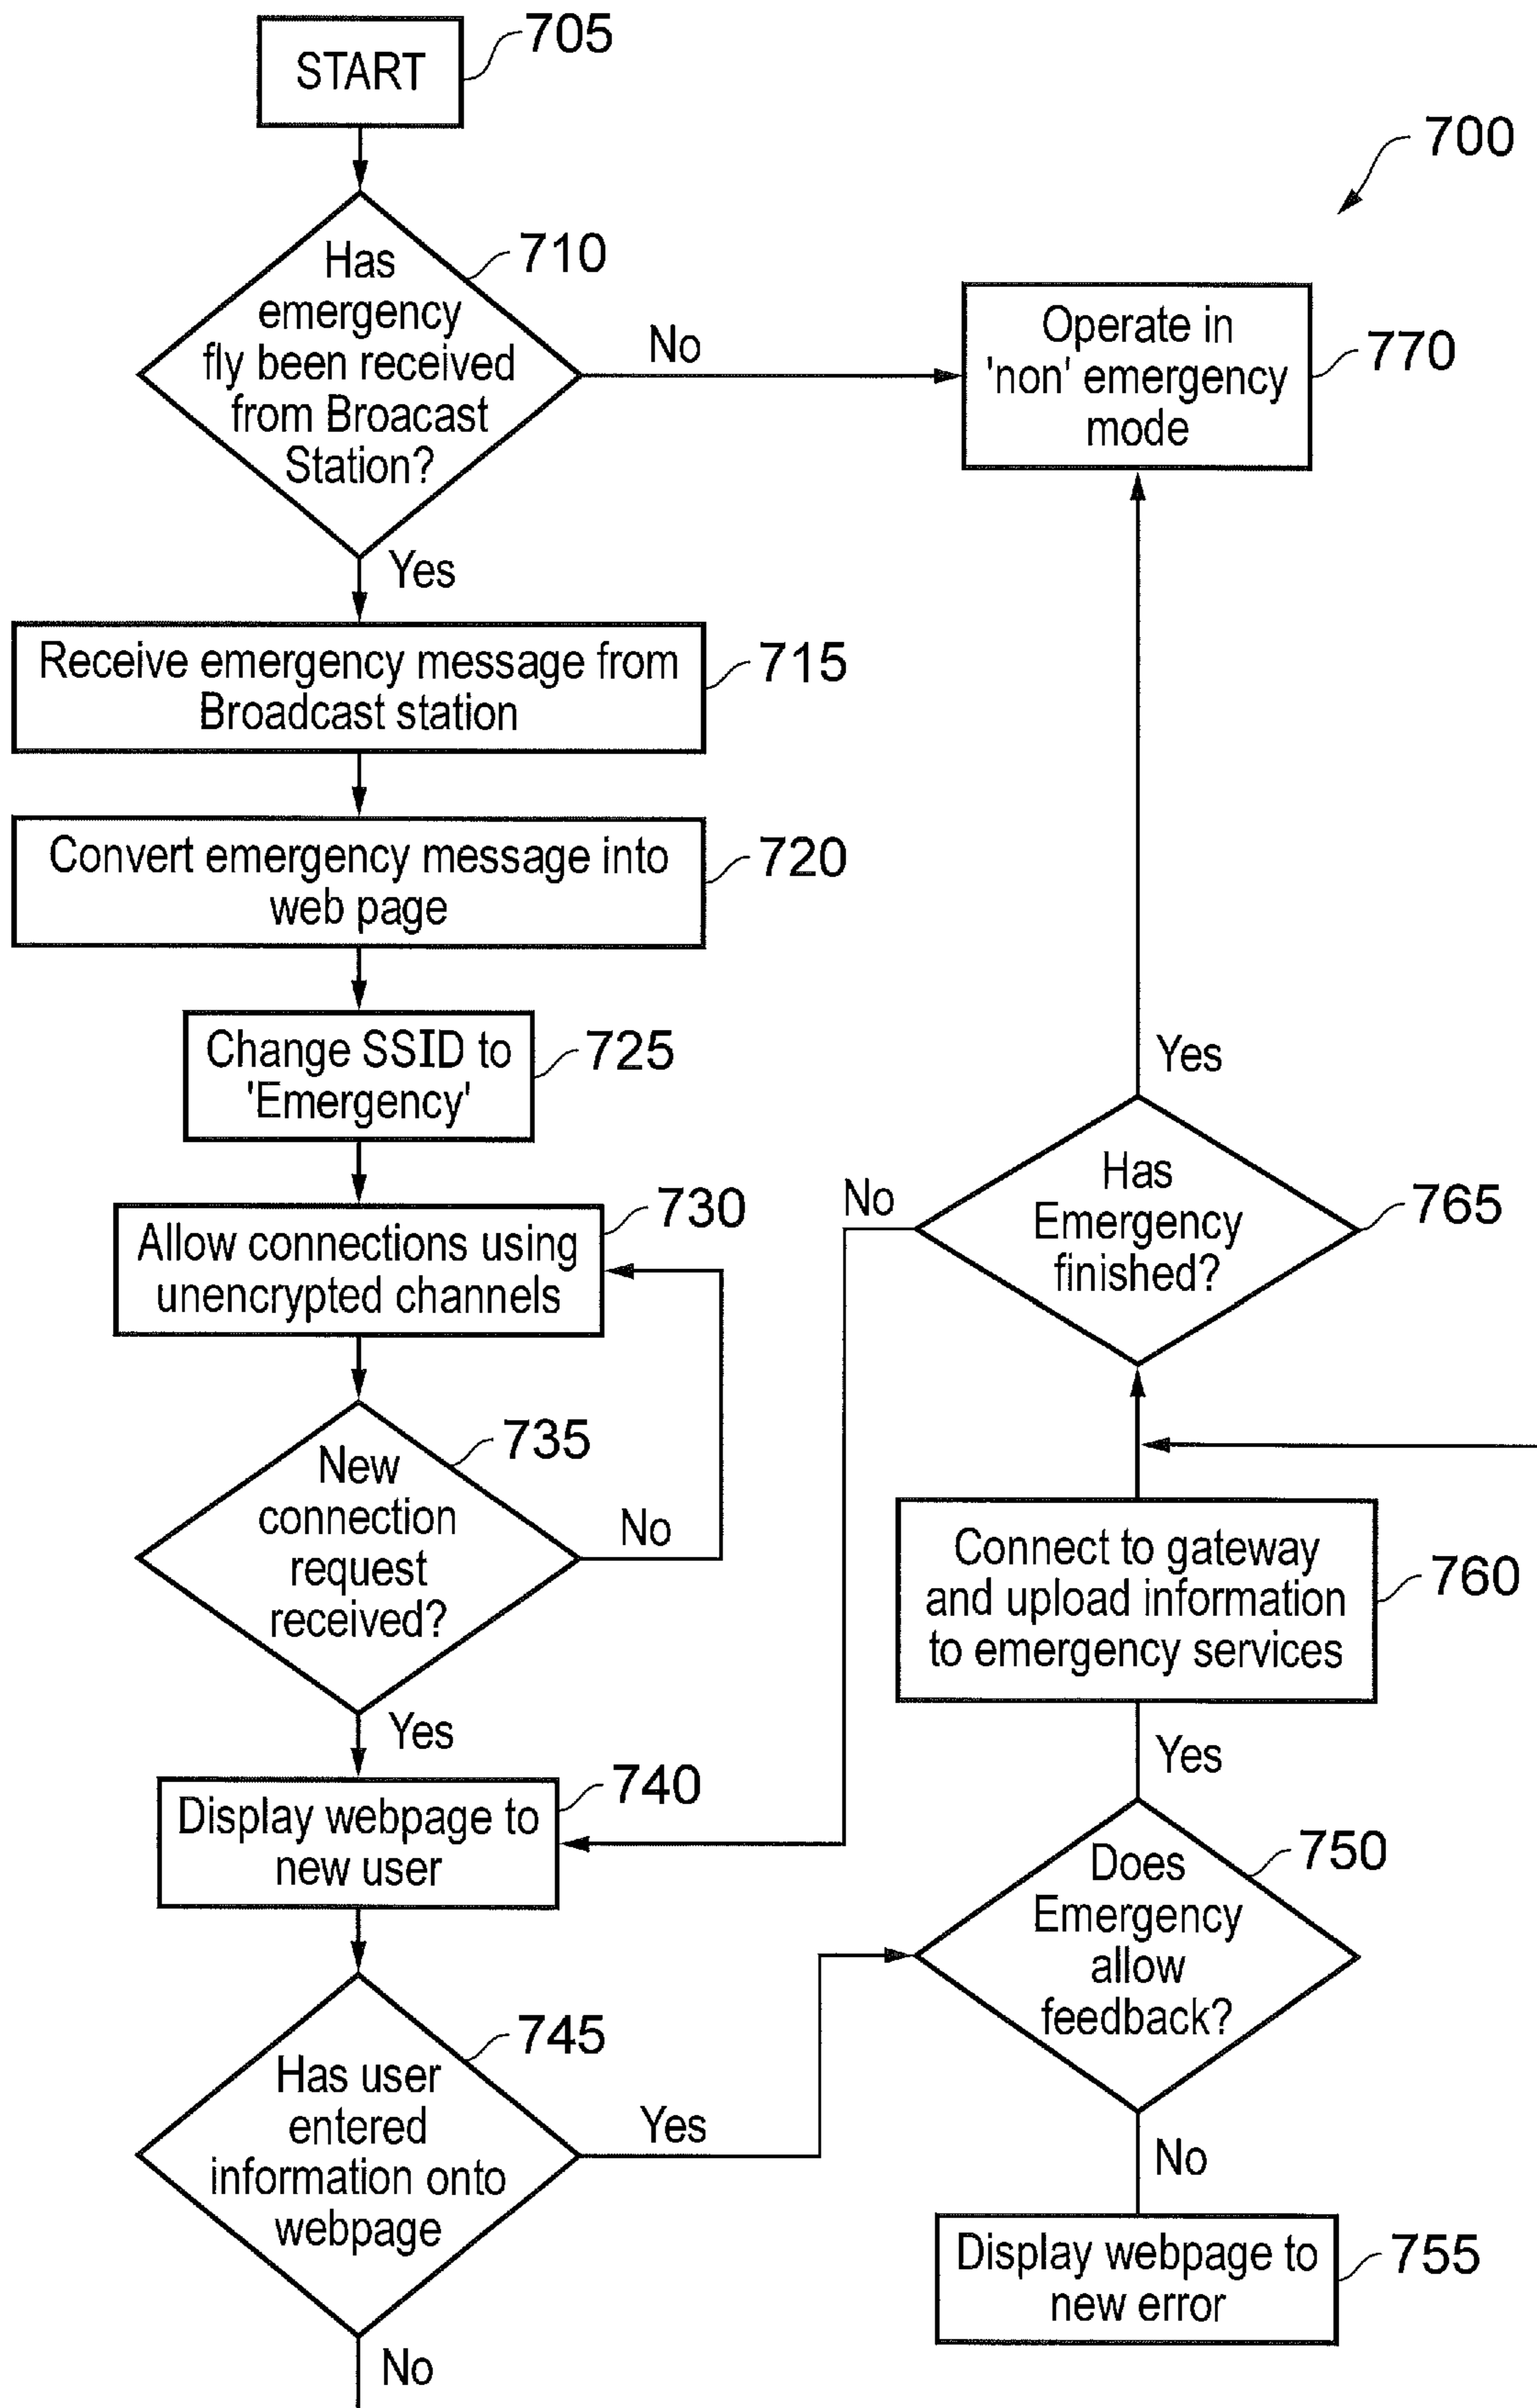 START
705
700
Has
emergency
fly been received
from Broacast
Station?
710
No
Operate in
'non' emergency
mode
770
Yes
Receive emergency message from
Broadcast station
715
Convert emergency message into
web page
720
Change SSID to
'Emergency'
725
Allow connections using
unencrypted channels
730
New
connection
request
received?
735
No
Yes
Display webpage to
new user
740
Has user
entered
information onto
webpage
745
Yes
No
Yes
Has
Emergency
finished?
765
No
Connect to gateway
and upload information
to emergency services
760
Yes
Does
Emergency
allow
feedback?
750
No
Display webpage to
new error
755